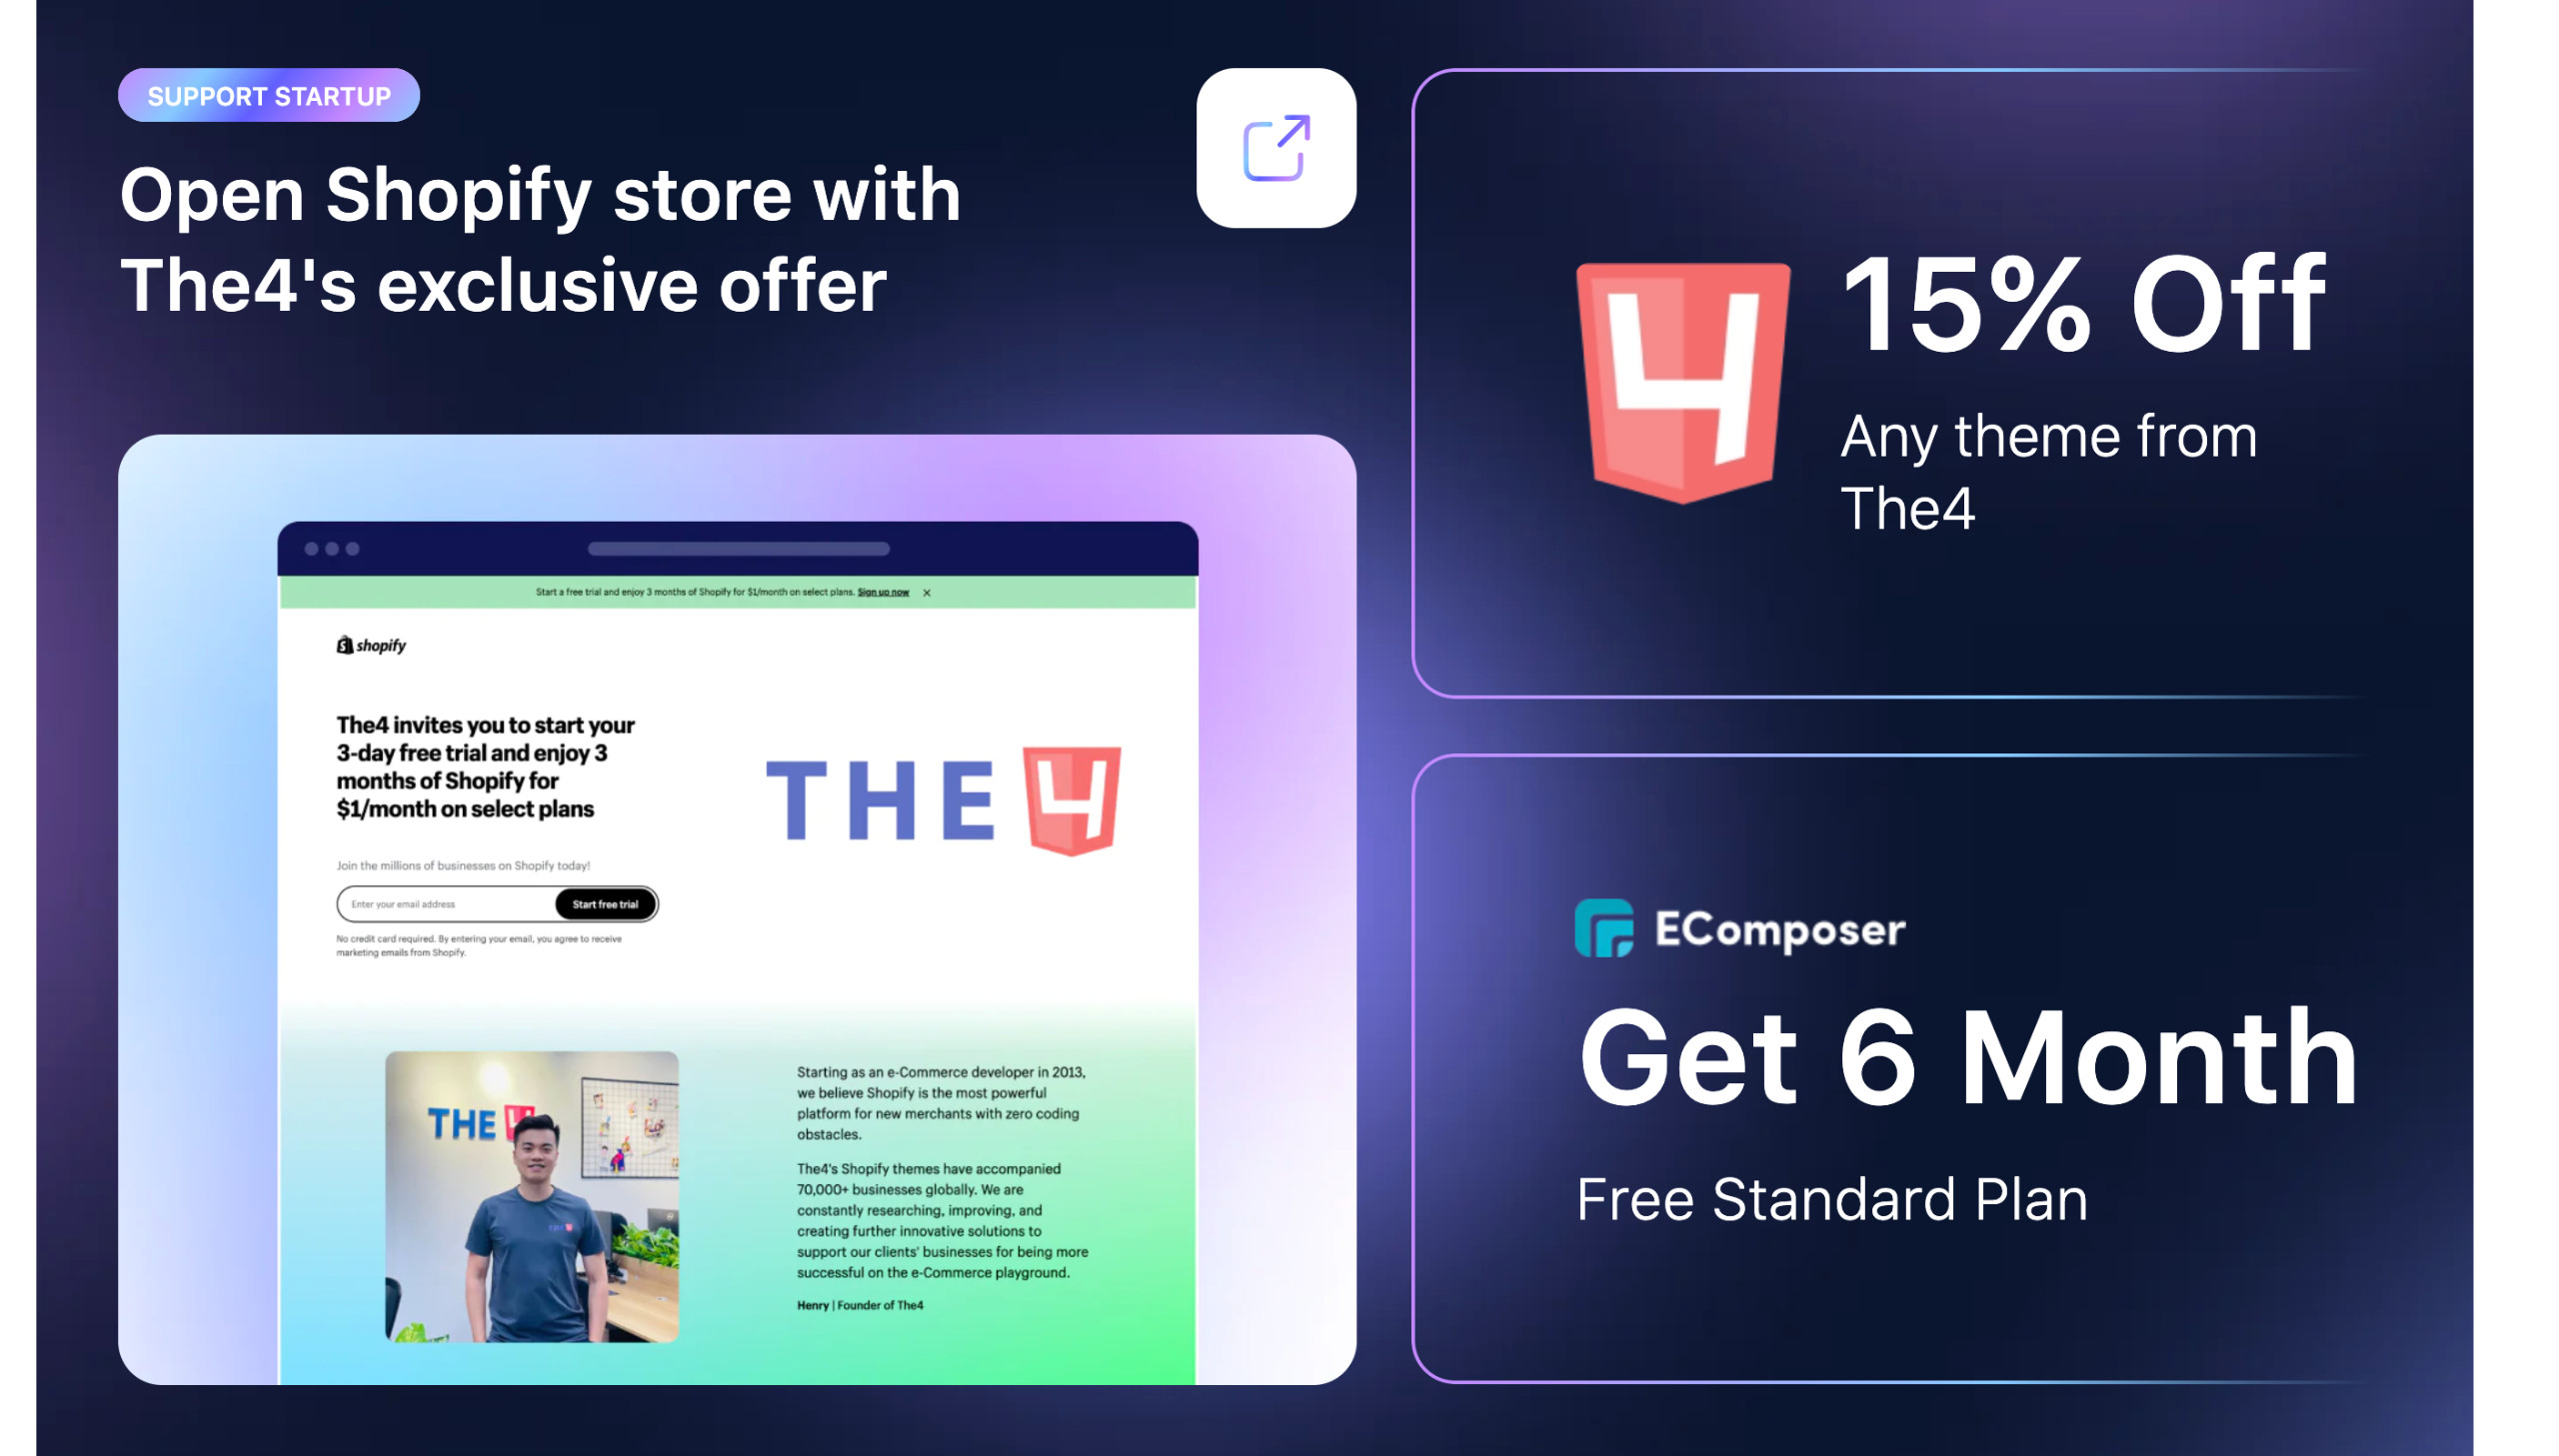 SUPPORT STARTUP
Open Shopify store with
The4's exclusive offer
Start a free trial and enjoy 3 months of Shopify for $1/month on select plans. Sign up now
shopify
The4 invites you to start your
3-day free trial and enjoy 3
months of Shopify for
$1/month on select plans
Join the millions of businesses on Shopify today!
Enter your email address
Start free trial
No credit card required. By entering your email, you agree to receive
marketing emails from Shopify.
THE 4
THE 4
Starting as an e-Commerce developer in 2013,
we believe Shopify is the most powerful
platform for new merchants with zero coding
obstacles.
The4's Shopify themes have accompanied
70,000+ businesses globally. We are
constantly researching, improving, and
creating further innovative solutions to
support our clients' businesses for being more
successful on the e-Commerce playground.
Henry | Founder of The4
4
15% Off
Any theme from
The4
EComposer
Get 6 Month
Free Standard Plan